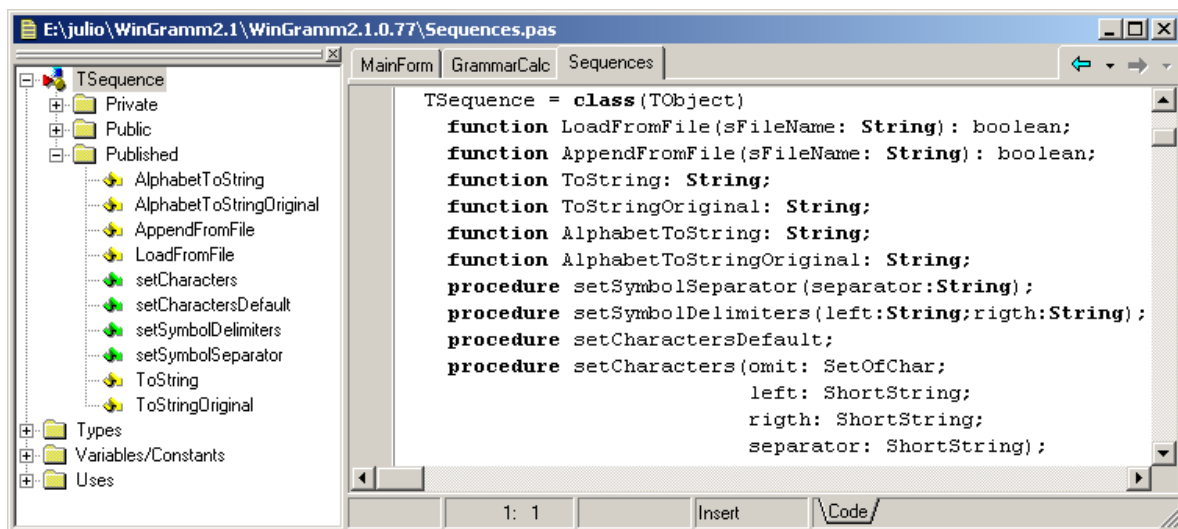 E:\julio\WinGramm2.1\WinGramm2.1.0.77\Sequences.pas
TSequence
Private
Public
Published
AlphabetToString
AlphabetToStringOriginal
AppendFromFile
LoadFromFile
setCharacters
setCharactersDefault
setSymbolDelimiters
setSymbolSeparator
ToString
ToStringOriginal
Types
Variables/Constants
Uses
MainForm GrammarCalc Sequences
TSequence = class(TObject)
function LoadFromFile(sFileName: String): boolean;
function AppendFromFile(sFileName: String): boolean;
function ToString: String;
function ToStringOriginal: String;
function AlphabetToString: String;
function AlphabetToStringOriginal: String;
procedure setSymbolSeparator(separator:String);
procedure setSymbolDelimiters(left:String;rigth:String);
procedure setCharactersDefault;
procedure setCharacters(omit: SetOfChar;
left: ShortString;
rigth: ShortString;
separator: ShortString);
1: 1 Insert \Code/